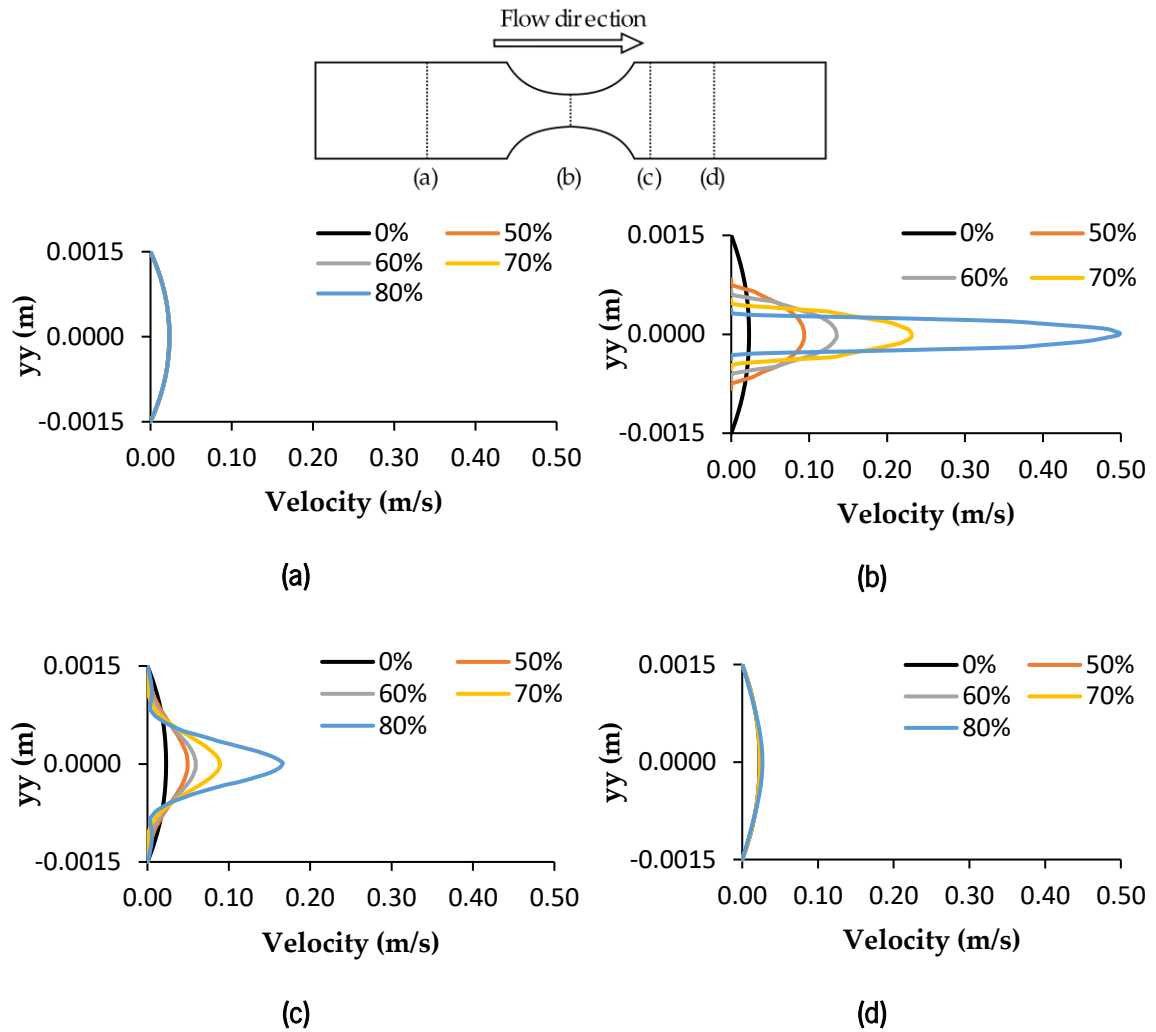 Flow direction
(a) (b) (c) (d)
0% 50%
60% 70%
80%
0.0015
0.0000
-0.0015
yy (m)
0.00 0.10 0.20 0.30 0.40 0.50
Velocity (m/s)
(a)
0% 50%
60% 70%
80%
0.0015
0.0000
-0.0015
yy (m)
0.00 0.10 0.20 0.30 0.40 0.50
Velocity (m/s)
(b)
0% 50%
60% 70%
80%
0.0015
0.0000
-0.0015
yy (m)
0.00 0.10 0.20 0.30 0.40 0.50
Velocity (m/s)
(c)
0% 50%
60% 70%
80%
0.0015
0.0000
-0.0015
yy (m)
0.00 0.10 0.20 0.30 0.40 0.50
Velocity (m/s)
(d)